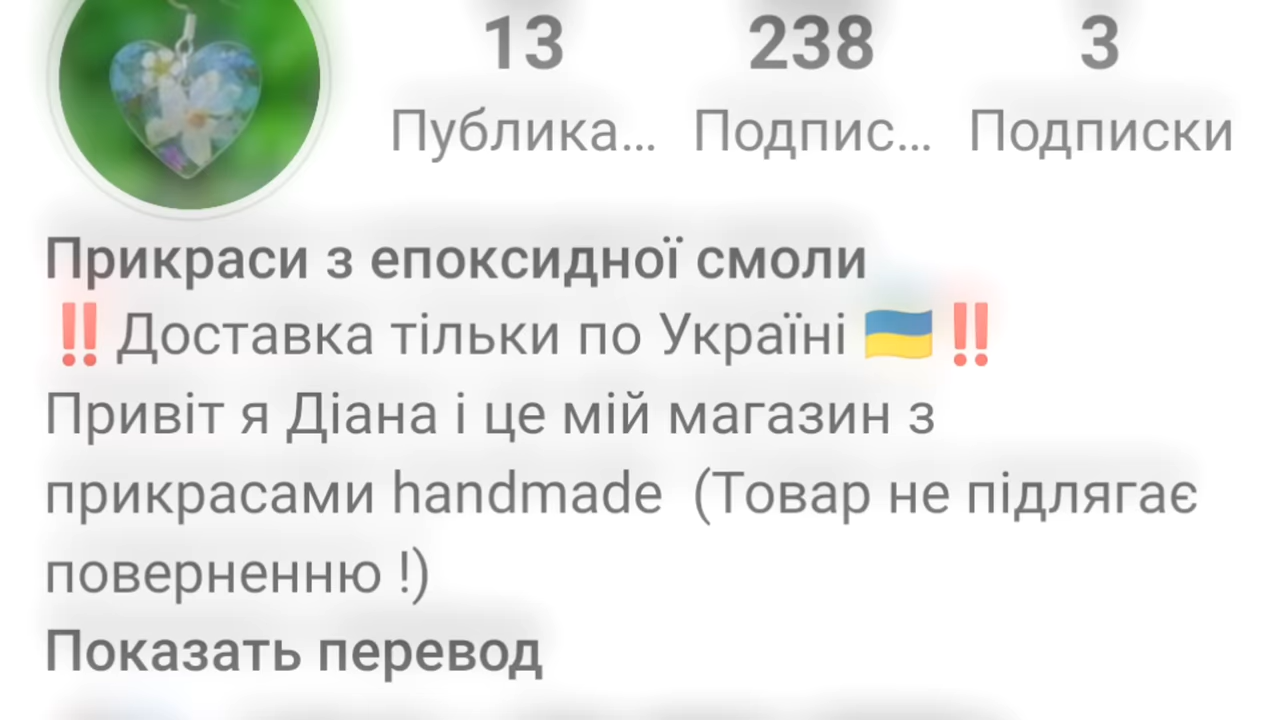 13 238 3
Публика... Подпис... Подписки
Прикраси з епоксидної смоли
‼️Доставка тільки по Україні 🇺🇦‼️
Привіт я Діана і це мій магазин з
прикрасами handmade (Товар не підлягає
поверненню !)
Показать перевод